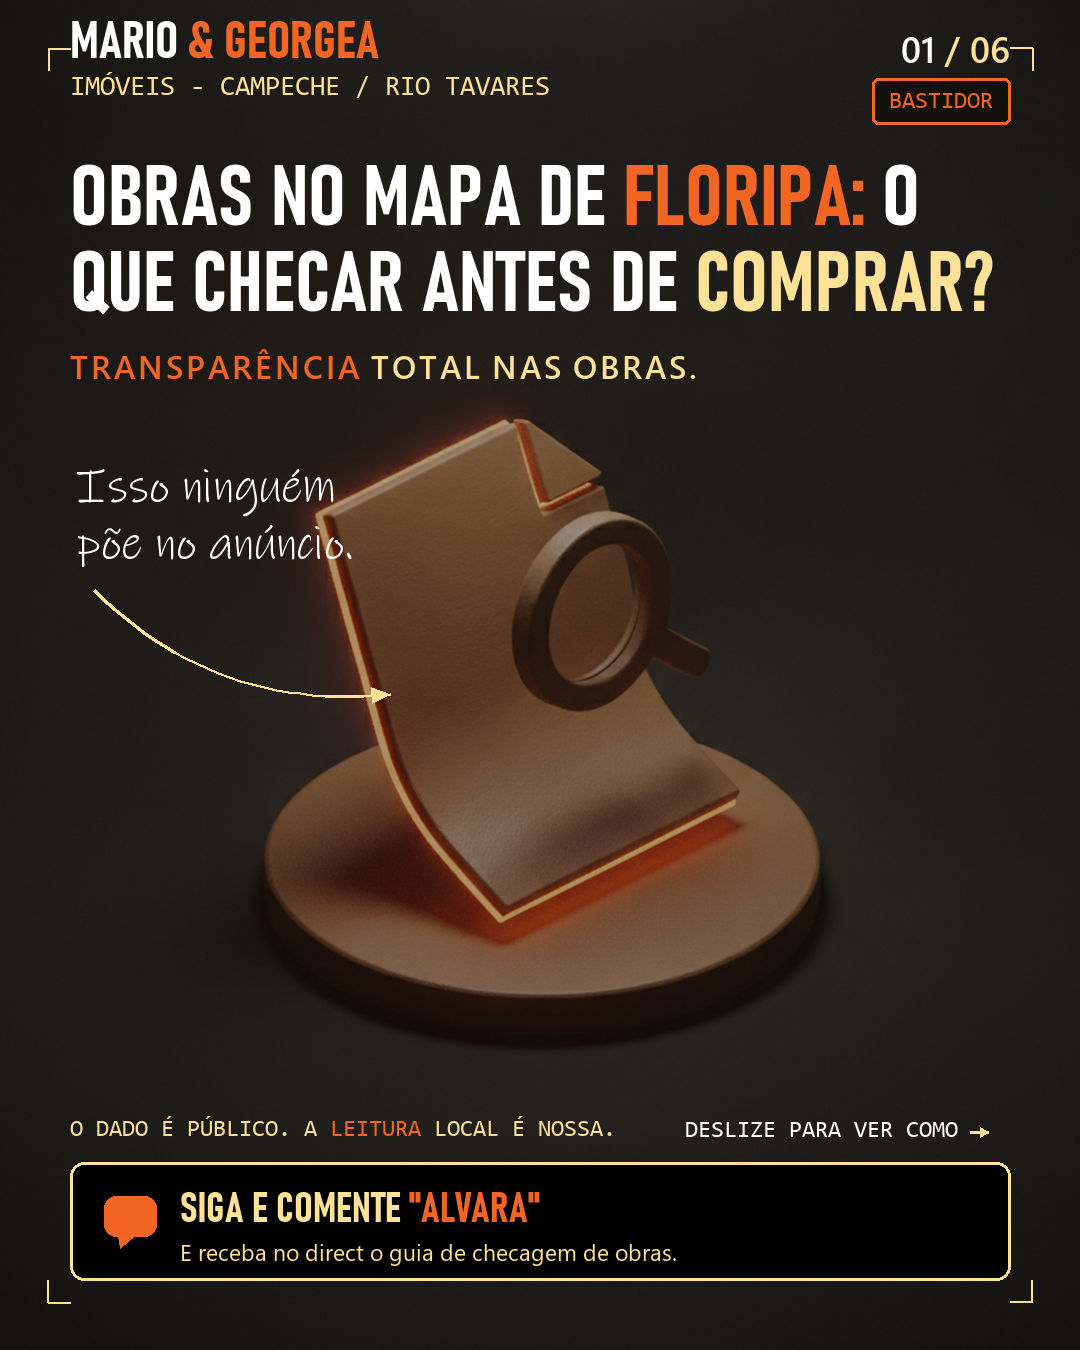 MARIO & GEORGEA
IMÓVEIS - CAMPECHE / RIO TAVARES
01 / 06
BASTIDOR
OBRAS NO MAPA DE FLORIPA: O
QUE CHECAR ANTES DE COMPRAR?
TRANSPARÊNCIA TOTAL NAS OBRAS.
Isso ninguém
põe no anúncio.
O DADO É PÚBLICO. A LEITURA LOCAL É NOSSA.
DESLIZE PARA VER COMO →
SIGA E COMENTE "ALVARA"
E receba no direct o guia de checagem de obras.